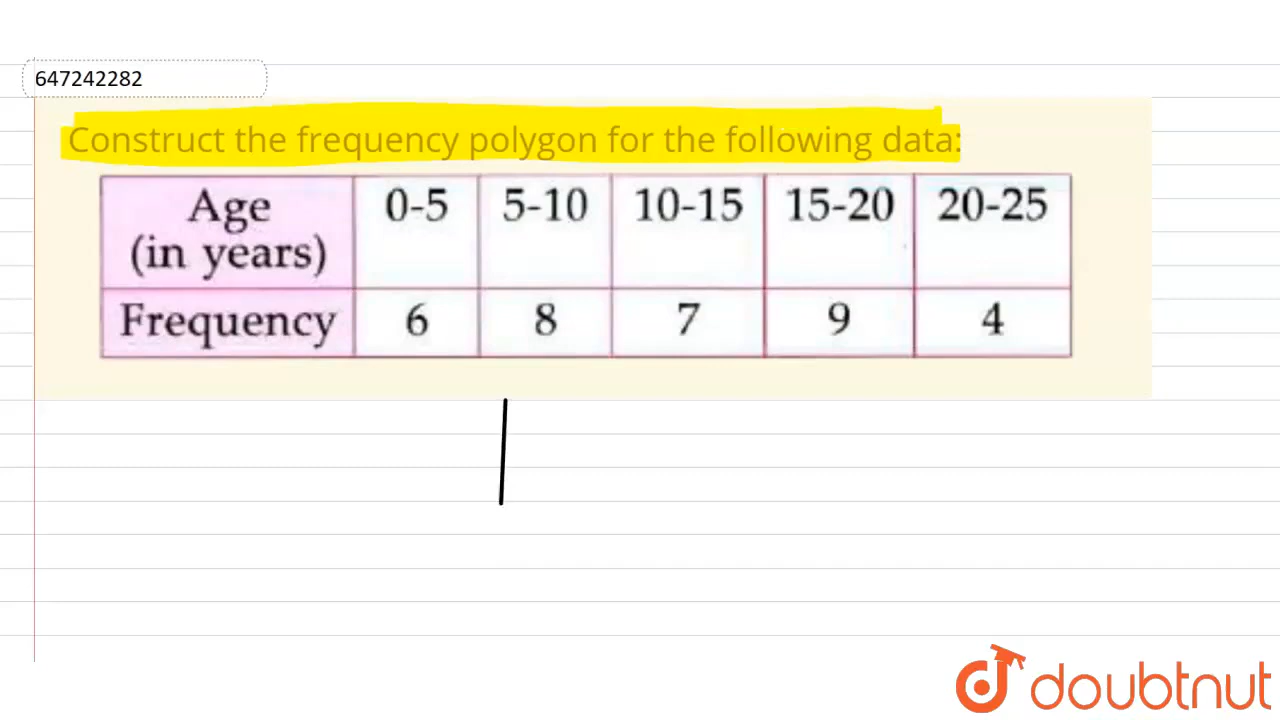 647242282
Construct the frequency polygon for the following data:
Age (in years) 0-5 5-10 10-15 15-20 20-25
Frequency 6 8 7 9 4
doubtnut